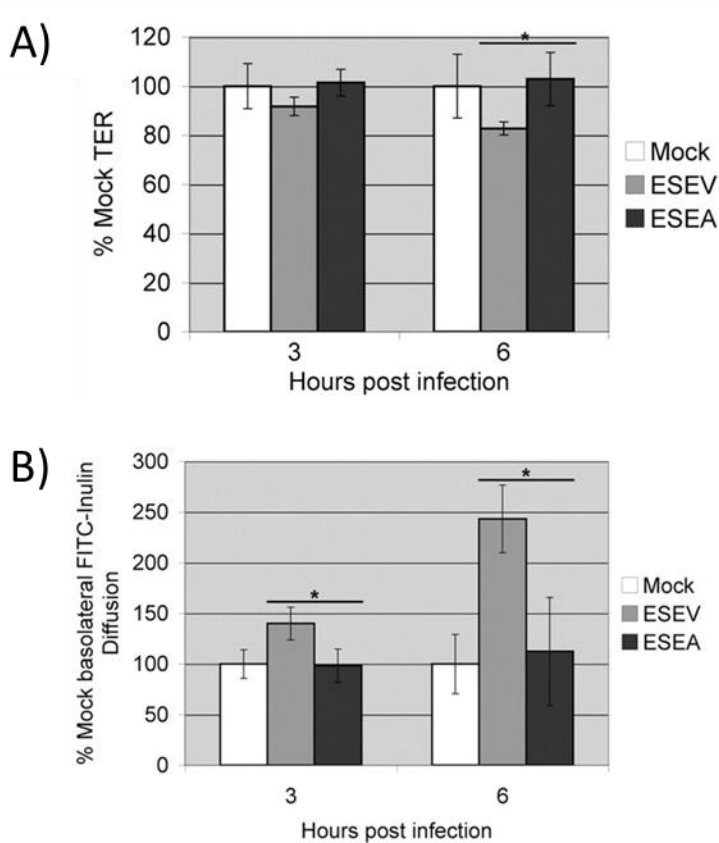 A)
120
100
80
60
40
20
0
% Mock TER
*
3
6
Hours post infection
Mock
ESEV
ESEA
B)
300
250
200
150
100
50
0
% Mock basolateral FITC-Inulin
Diffusion
*
*
3
6
Hours post infection
Mock
ESEV
ESEA